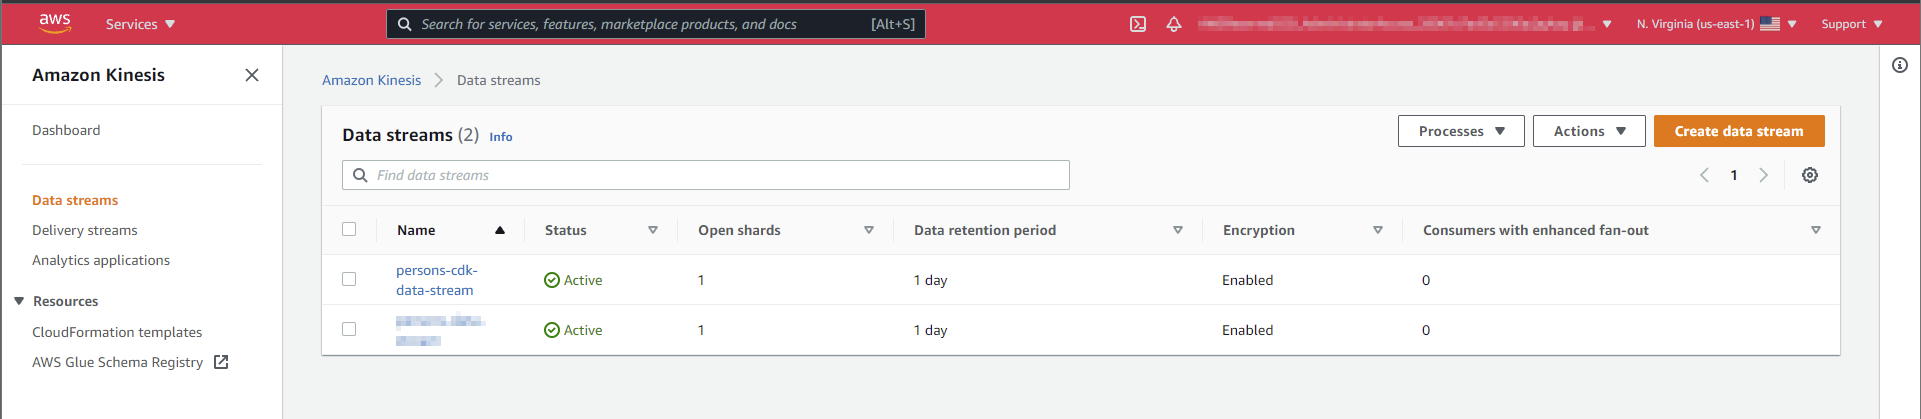 aws
Services
Search for services, features, marketplace products, and docs [Alt+S]
N. Virginia (us-east-1)
Support
Amazon Kinesis
Dashboard
Data streams
Delivery streams
Analytics applications
Resources
CloudFormation templates
AWS Glue Schema Registry
Amazon Kinesis Data streams
Data streams (2) Info
Processes
Actions
Create data stream
Find data streams
1
Name Status Open shards Data retention period Encryption Consumers with enhanced fan-out
persons-cdk-
data-stream
Active 1 1 day Enabled 0
Active 1 1 day Enabled 0